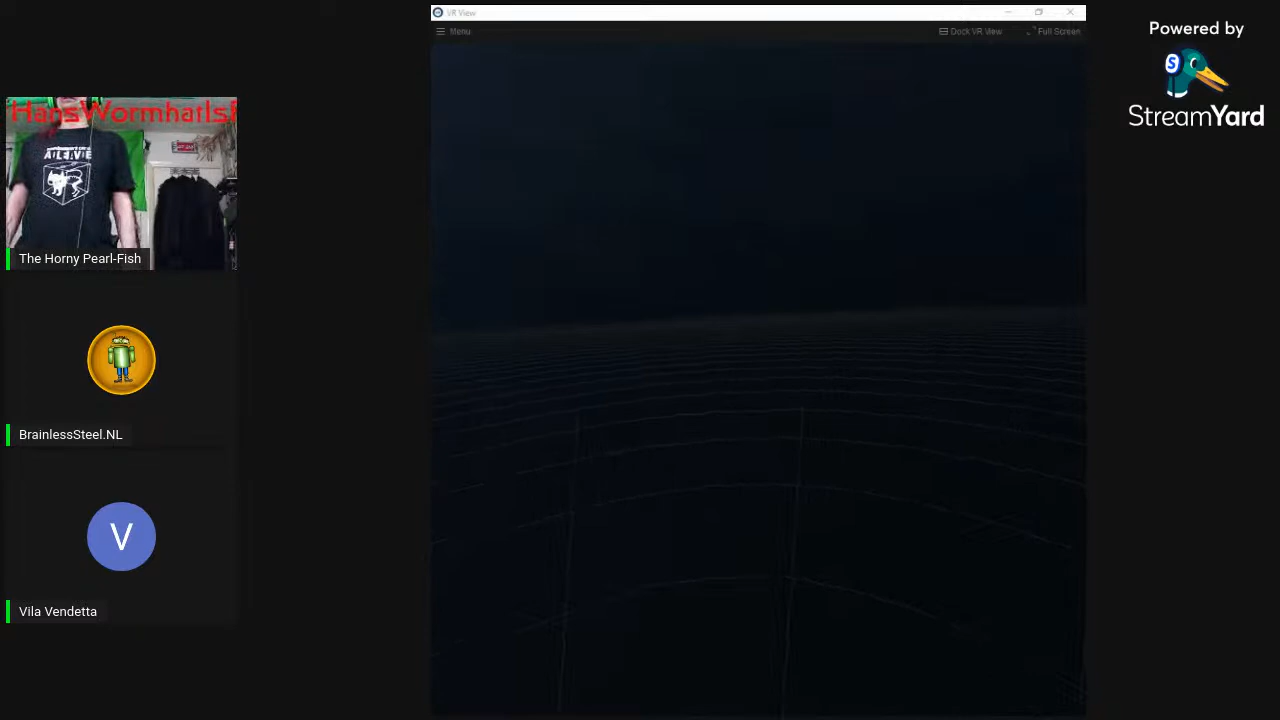 VR View
Menu
Dock VR View
Full Screen
Powered by
StreamYard
The Horny Pearl-Fish
BrainlessSteel.NL
V
Vila Vendetta